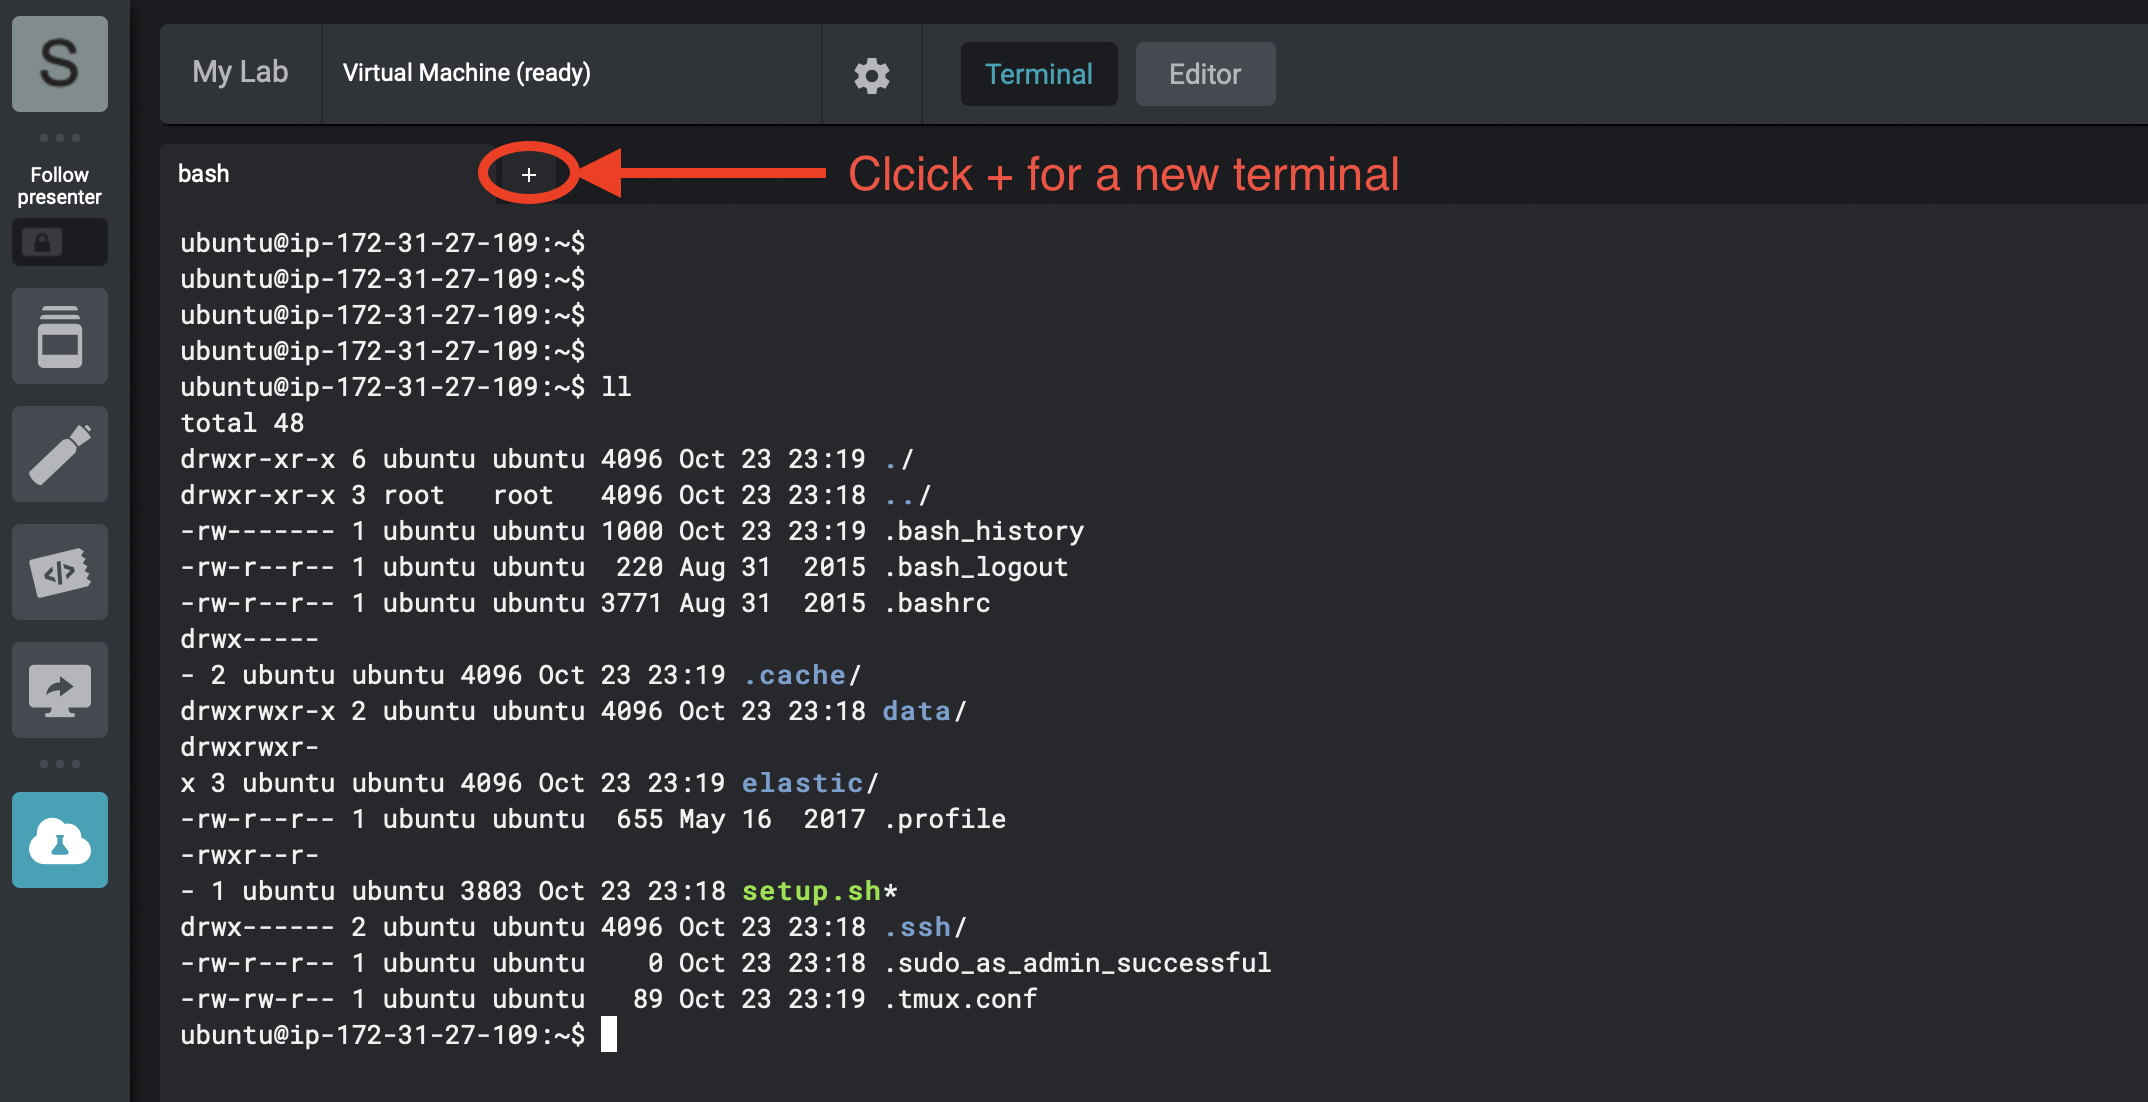 S
My Lab
Virtual Machine (ready)
Terminal
Editor
Follow
presenter
bash
+
Clcick + for a new terminal
ubuntu@ip-172-31-27-109:~$
ubuntu@ip-172-31-27-109:~$
ubuntu@ip-172-31-27-109:~$
ubuntu@ip-172-31-27-109:~$
ubuntu@ip-172-31-27-109:~$ ll
total 48
drwxr-xr-x 6 ubuntu ubuntu 4096 Oct 23 23:19 ./
drwxr-xr-x 3 root   root   4096 Oct 23 23:18 ../
-rw------- 1 ubuntu ubuntu 1000 Oct 23 23:19 .bash_history
-rw-r--r-- 1 ubuntu ubuntu  220 Aug 31  2015 .bash_logout
-rw-r--r-- 1 ubuntu ubuntu 3771 Aug 31  2015 .bashrc
drwx-----
- 2 ubuntu ubuntu 4096 Oct 23 23:19 .cache/
drwxrwxr-x 2 ubuntu ubuntu 4096 Oct 23 23:18 data/
drwxrwxr-
x 3 ubuntu ubuntu 4096 Oct 23 23:19 elastic/
-rw-r--r-- 1 ubuntu ubuntu  655 May 16  2017 .profile
-rwxr--r-
- 1 ubuntu ubuntu 3803 Oct 23 23:18 setup.sh*
drwx------ 2 ubuntu ubuntu 4096 Oct 23 23:18 .ssh/
-rw-r--r-- 1 ubuntu ubuntu    0 Oct 23 23:18 .sudo_as_admin_successful
-rw-rw-r-- 1 ubuntu ubuntu   89 Oct 23 23:19 .tmux.conf
ubuntu@ip-172-31-27-109:~$